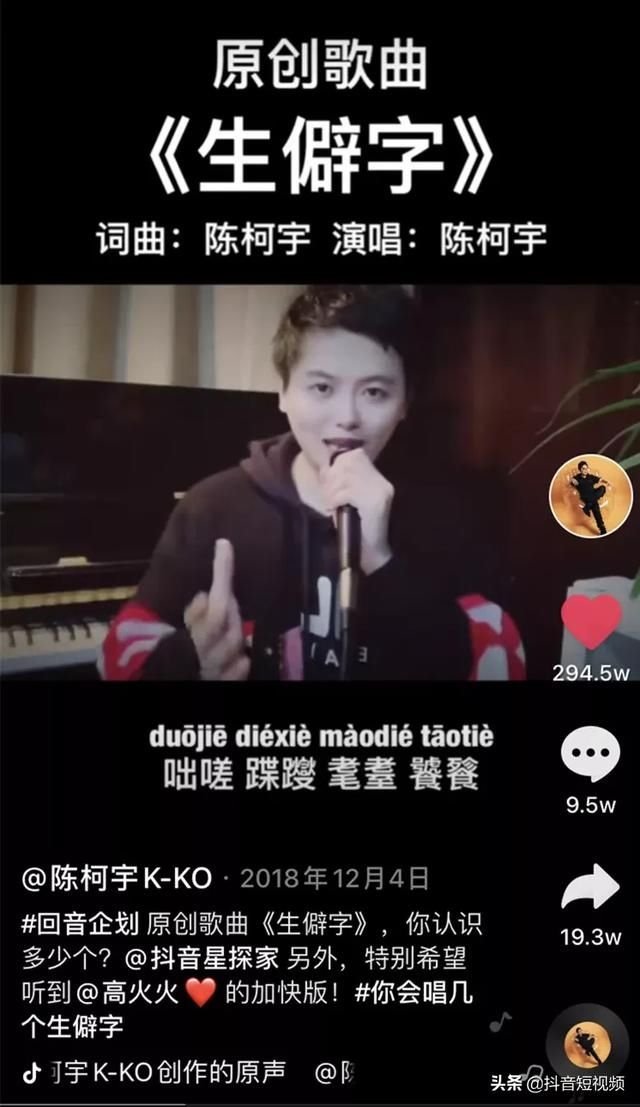 原创歌曲
《生僻字》
词曲：陈柯宇 演唱：陈柯宇
294.5w
duōjiē diéxiè màodié tāotiè
咄嗟 蹀躞 耄耋 饕餮
9.5w
@陈柯宇K-KO · 2018年12月4日
19.3w
#回音企划 原创歌曲《生僻字》，你认识
多少个？@抖音星探家 另外，特别希望
听到@高火火❤️ 的加快版！#你会唱几
个生僻字
宇K-KO创作的原声 @
头条 @抖音短视频